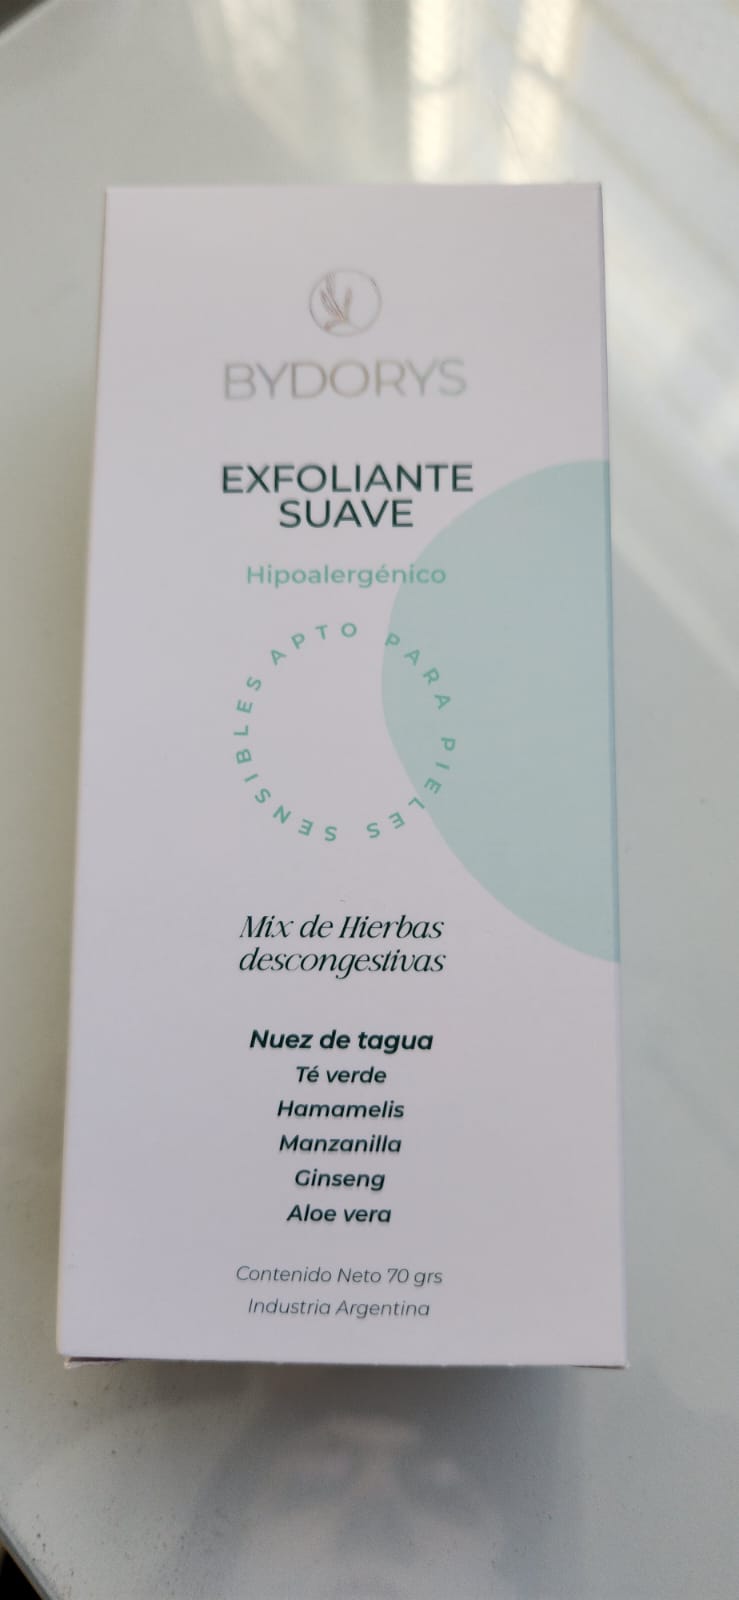 BYDORYS
EXFOLIANTE
SUAVE
Hipoalergénico
APTO PARA PIELES SENSIBLES
Mix de Hierbas
descongestivas
Nuez de tagua
Té verde
Hamamelis
Manzanilla
Ginseng
Aloe vera
Contenido Neto 70 grs
Industria Argentina